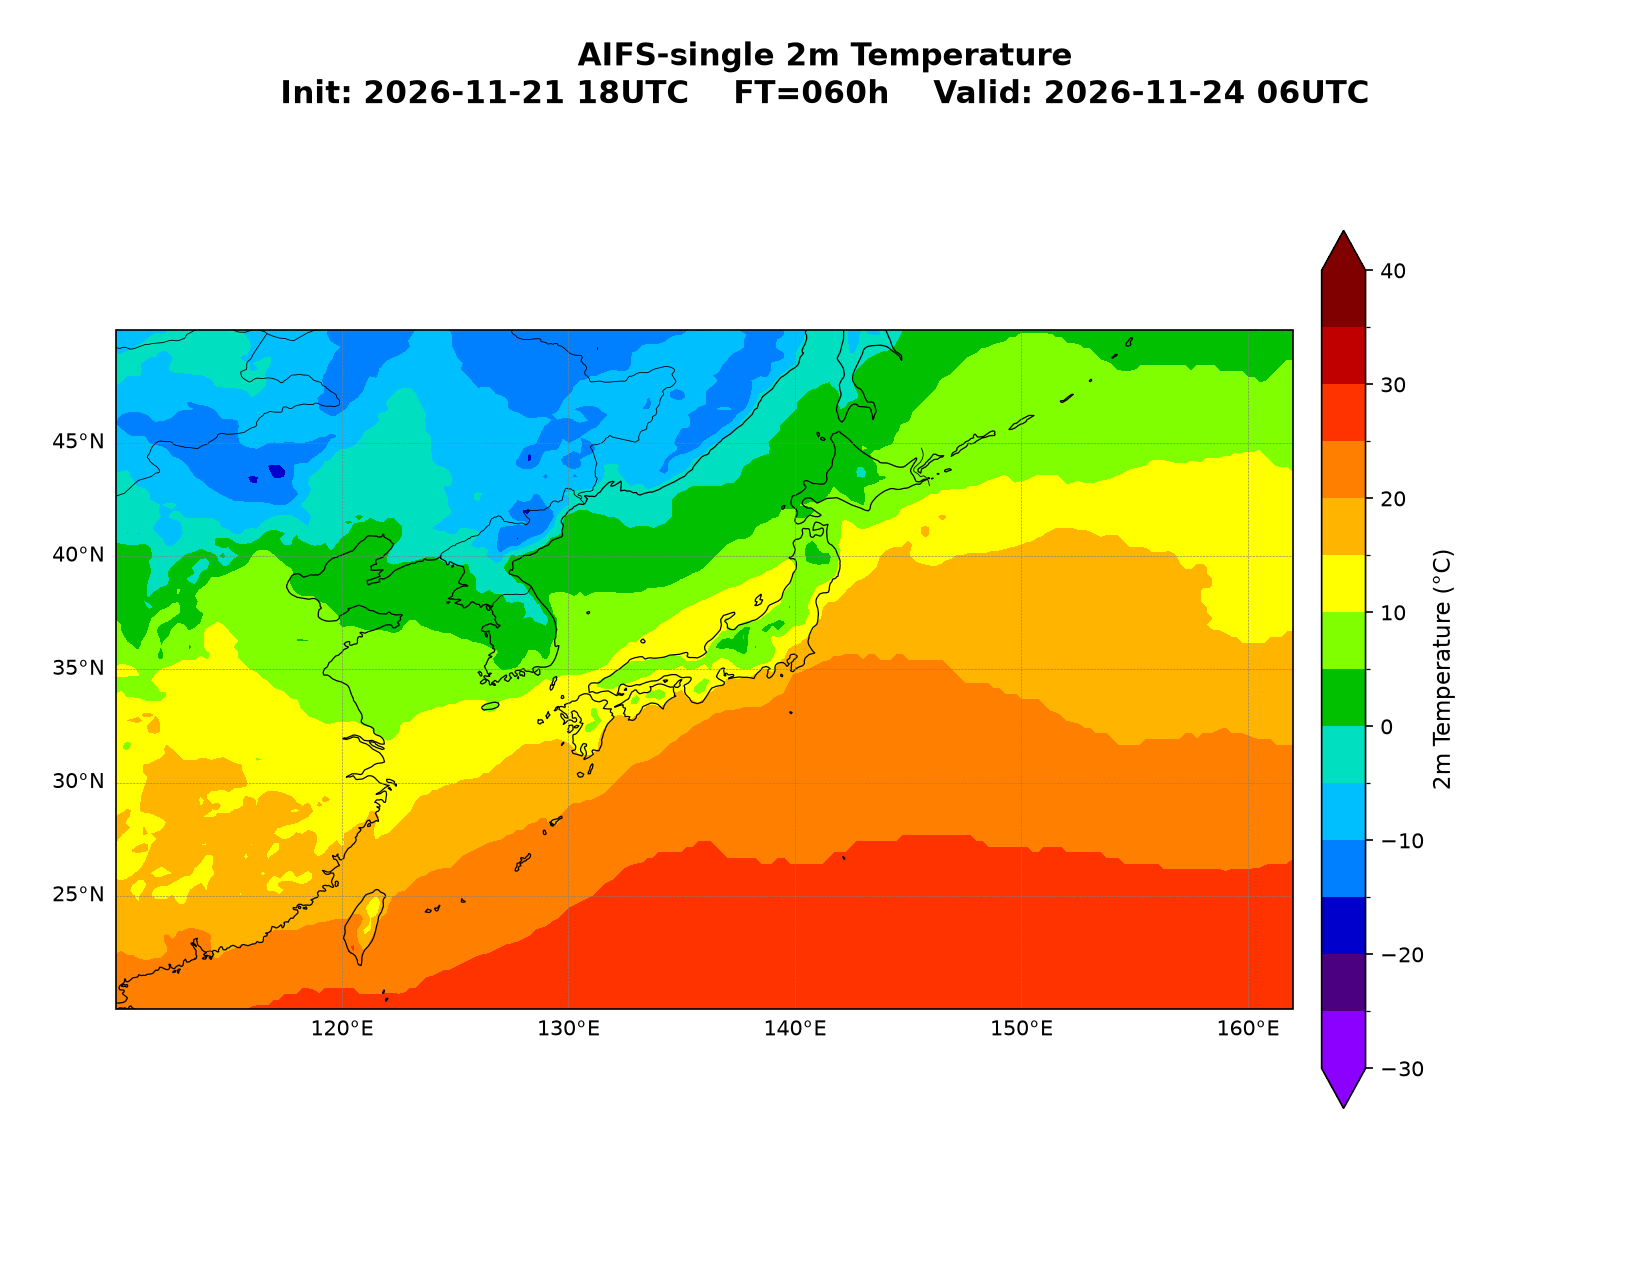 AIFS-single 2m Temperature
Init: 2026-11-21 18UTC    FT=060h    Valid: 2026-11-24 06UTC
45°N
40°N
35°N
30°N
25°N
120°E
130°E
140°E
150°E
160°E
40
30
20
10
0
−10
−20
−30
2m Temperature (°C)